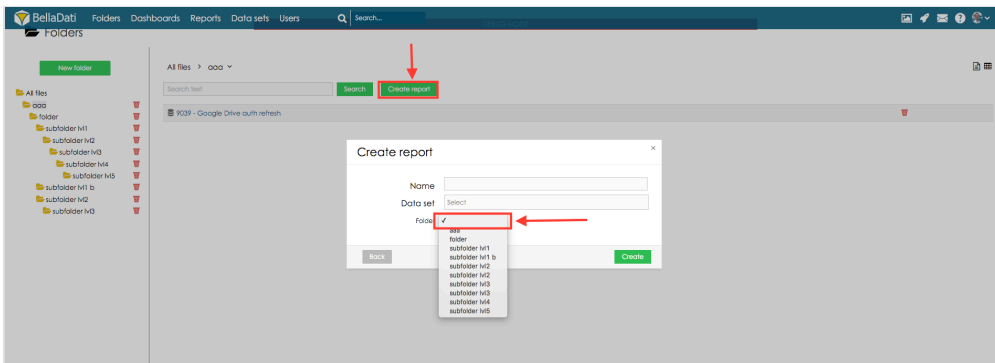 BellaDati Folders Dashboards Reports Data sets Users Search...
Folders
New folder
All files > aaa
Search text Search Create report
All files
aaa
9039 - Google Drive auth refresh
folder
subfolder lvl1
subfolder lvl2
subfolder lvl3
subfolder lvl4
subfolder lvl5
subfolder lvl1 b
subfolder lvl2
subfolder lvl3
Create report ×
Name
Data set Select
Folder ✓
aaa
folder
subfolder lvl1
subfolder lvl1 b
subfolder lvl2
subfolder lvl2
subfolder lvl3
subfolder lvl3
subfolder lvl4
subfolder lvl5
Back Create